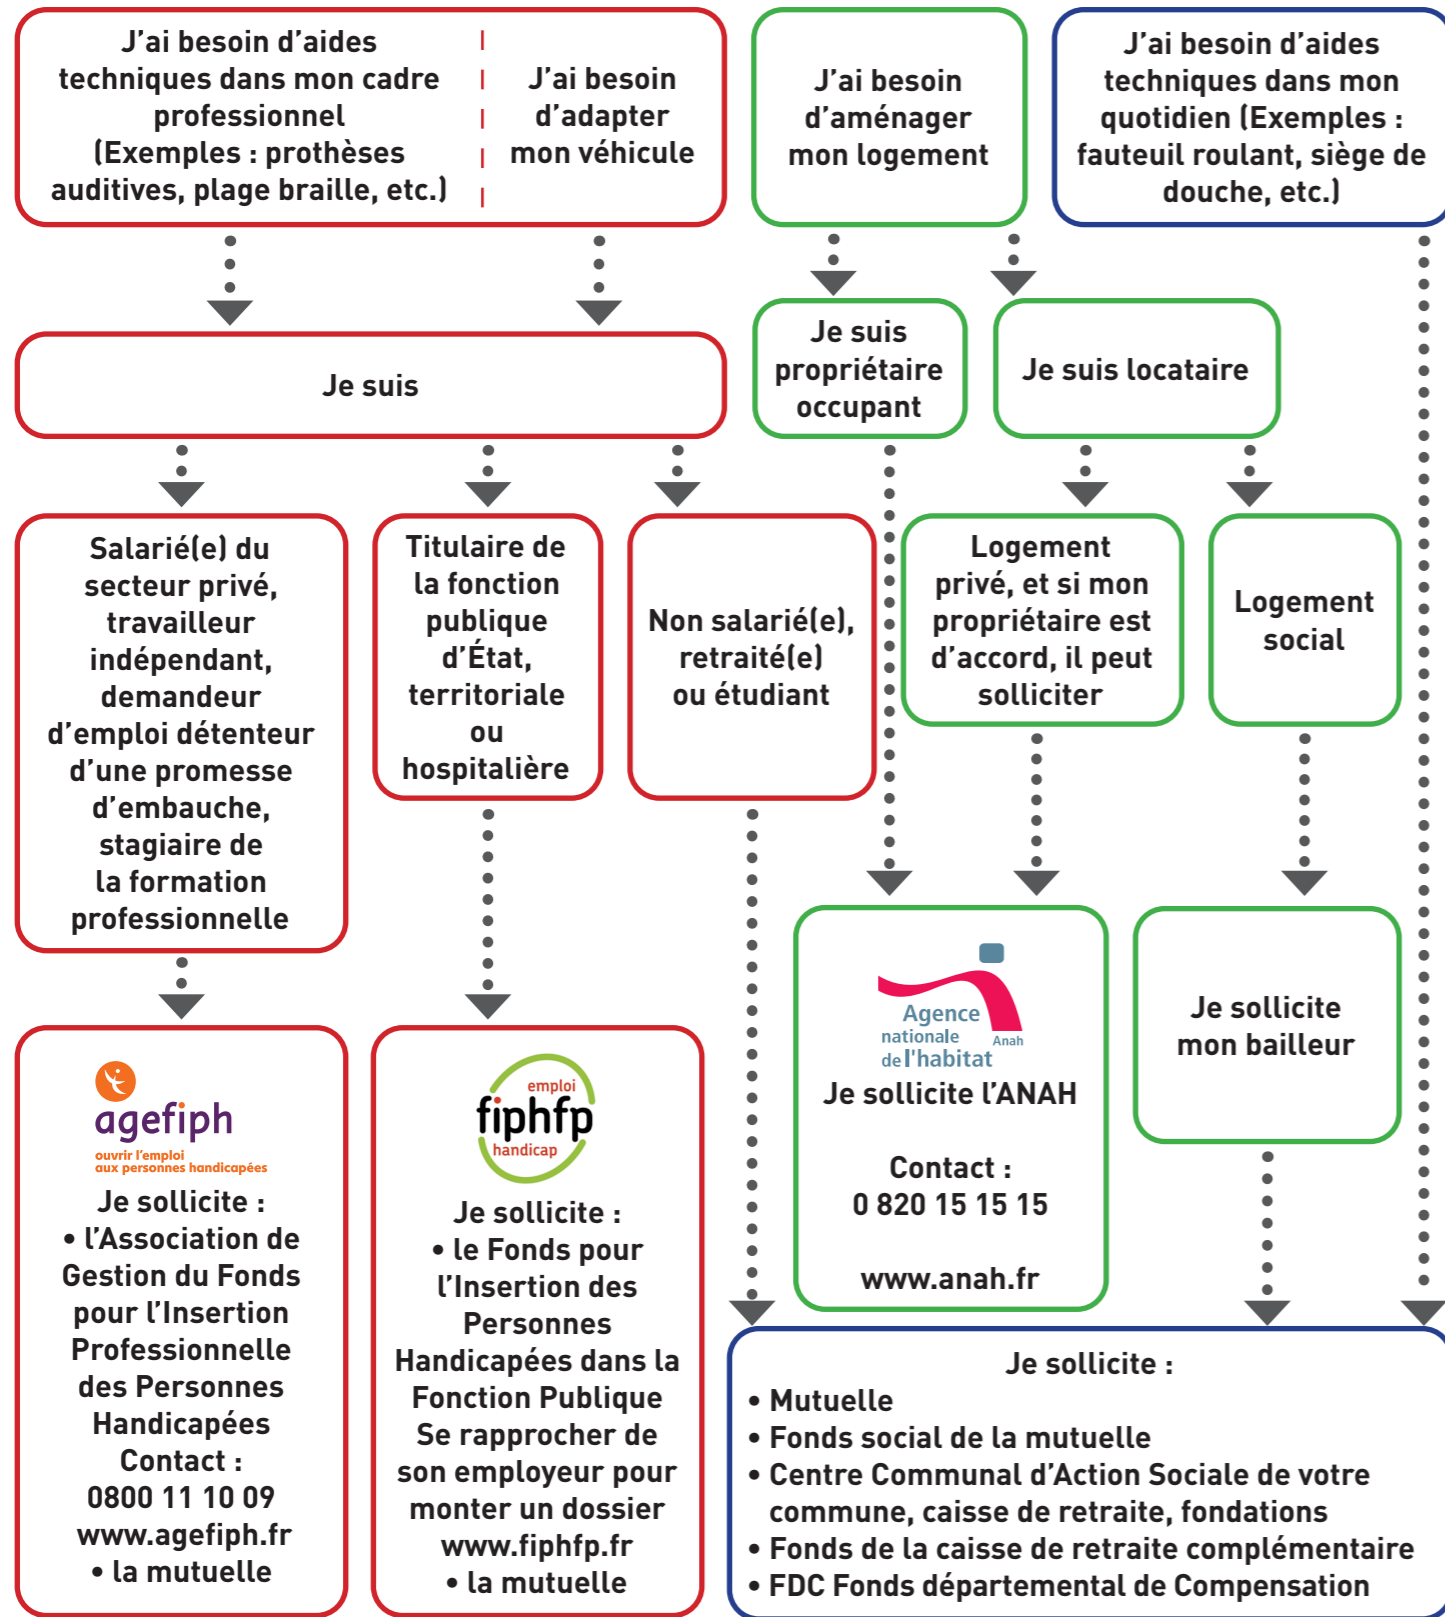 J'ai besoin d'aides
techniques dans mon cadre
professionnel
(Exemples : prothèses
auditives, plage braille, etc.)
J'ai besoin
d'adapter
mon véhicule
J'ai besoin
d'aménager
mon logement
J'ai besoin d'aides
techniques dans mon
quotidien (Exemples :
fauteuil roulant, siège de
douche, etc.)
Je suis
Je suis
propriétaire
occupant
Je suis locataire
Salarié(e) du
secteur privé,
travailleur
indépendant,
demandeur
d'emploi détenteur
d'une promesse
d'embauche,
stagiaire de
la formation
professionnelle
Titulaire de
la fonction
publique
d'État,
territoriale
ou
hospitalière
Non salarié(e),
retraité(e)
ou étudiant
Logement
privé, et si mon
propriétaire est
d'accord, il peut
solliciter
Logement
social
agefiph
ouvrir l'emploi
aux personnes handicapées
Je sollicite :
• l'Association de
Gestion du Fonds
pour l'Insertion
Professionnelle
des Personnes
Handicapées
Contact :
0800 11 10 09
www.agefiph.fr
• la mutuelle
emploi
fiphfp
handicap
Je sollicite :
• le Fonds pour
l'Insertion des
Personnes
Handicapées dans la
Fonction Publique
Se rapprocher de
son employeur pour
monter un dossier
www.fiphfp.fr
• la mutuelle
Agence
nationale
de l'habitat
Anah
Je sollicite l'ANAH
Contact :
0 820 15 15 15
www.anah.fr
Je sollicite
mon bailleur
Je sollicite :
• Mutuelle
• Fonds social de la mutuelle
• Centre Communal d'Action Sociale de votre
commune, caisse de retraite, fondations
• Fonds de la caisse de retraite complémentaire
• FDC Fonds départemental de Compensation